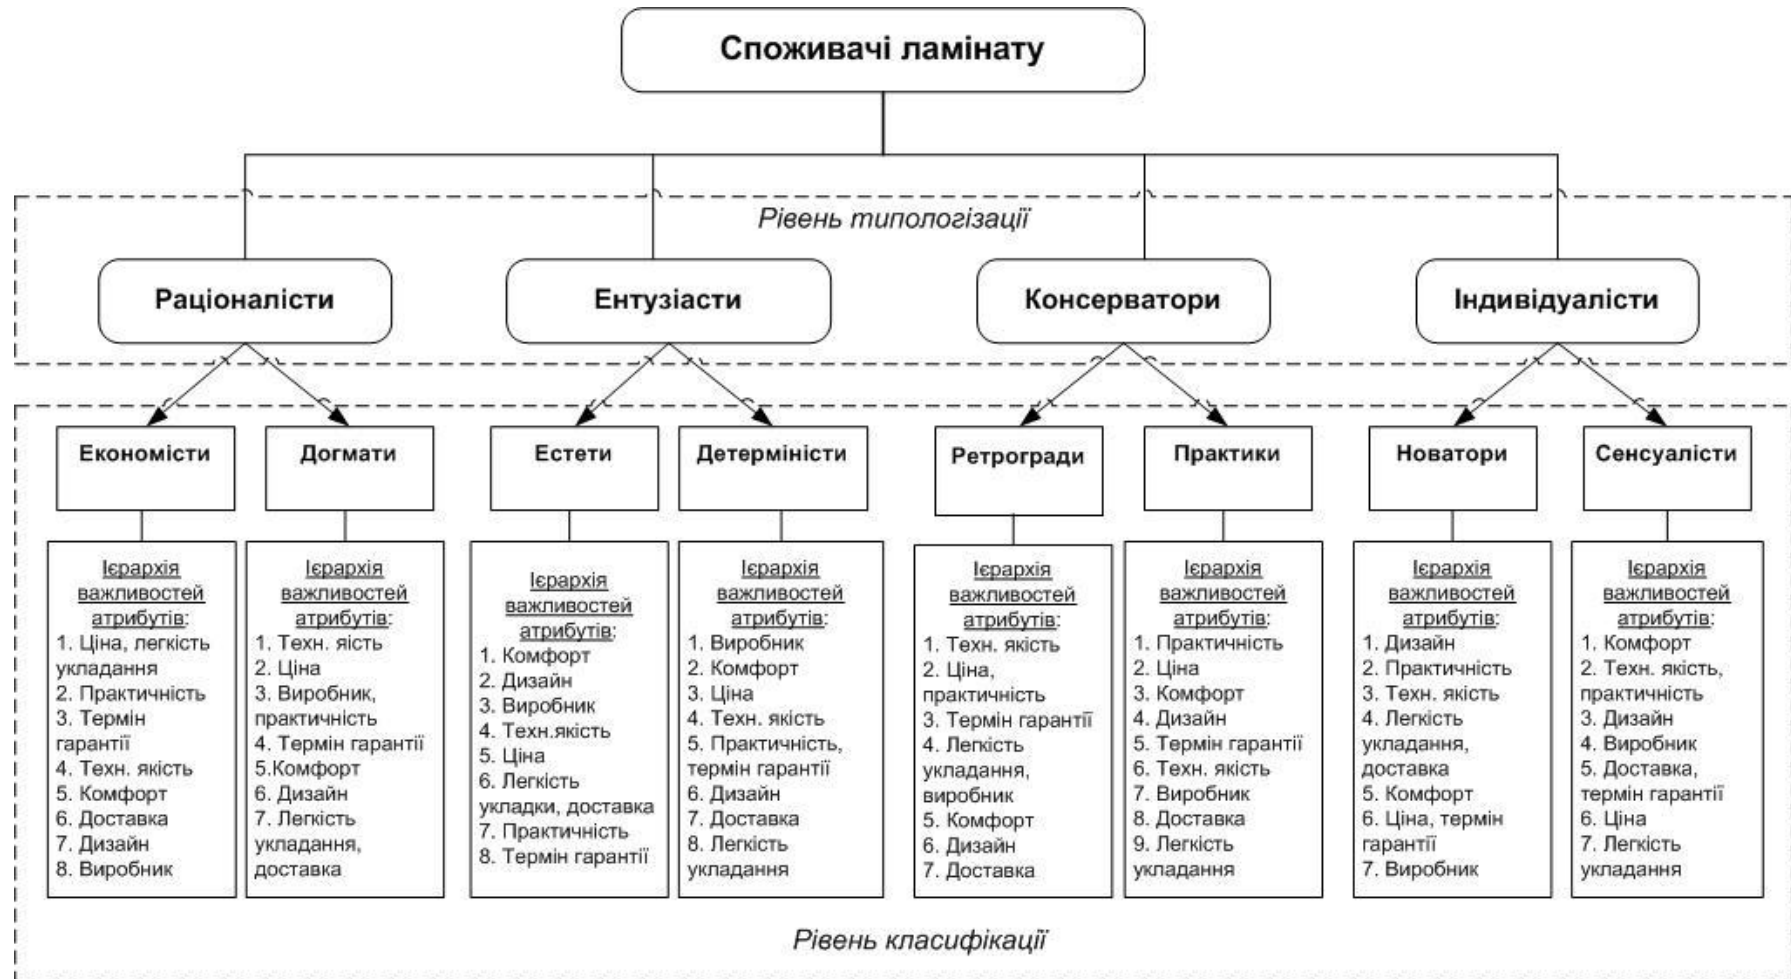 Споживачі ламінату
Рівень типологізації
Раціоналісти
Ентузіасти
Консерватори
Індивідуалісти
Економісти
Догмати
Естети
Детерміністи
Ретрогради
Практики
Новатори
Сенсуалісти
Ієрархія
важливостей
атрибутів:
1. Ціна, легкість
укладання
2. Практичність
3. Термін
гарантії
4. Техн. якість
5. Комфорт
6. Доставка
7. Дизайн
8. Виробник
Ієрархія
важливостей
атрибутів:
1. Техн. яість
2. Ціна
3. Виробник,
практичність
4. Термін гарантії
5.Комфорт
6. Дизайн
7. Легкість
укладання,
доставка
Ієрархія
важливостей
атрибутів:
1. Комфорт
2. Дизайн
3. Виробник
4. Техн.якість
5. Ціна
6. Легкість
укладки, доставка
7. Практичність
8. Термін гарантії
Ієрархія
важливостей
атрибутів:
1. Виробник
2. Комфорт
3. Ціна
4. Техн. якість
5. Практичність,
термін гарантії
6. Дизайн
7. Доставка
8. Легкість
укладання
Ієрархія
важливостей
атрибутів:
1. Техн. якість
2. Ціна,
практичність
3. Термін гарантії
4. Легкість
укладання,
виробник
5. Комфорт
6. Дизайн
7. Доставка
Ієрархія
важливостей
атрибутів:
1. Практичність
2. Ціна
3. Комфорт
4. Дизайн
5. Термін гарантії
6. Техн. якість
7. Виробник
8. Доставка
9. Легкість
укладання
Ієрархія
важливостей
атрибутів:
1. Дизайн
2. Практичність
3. Техн. якість
4. Легкість
укладання,
доставка
5. Комфорт
6. Ціна, термін
гарантії
7. Виробник
Ієрархія
важливостей
атрибутів:
1. Комфорт
2. Техн. якість,
практичність
3. Дизайн
4. Виробник
5. Доставка,
термін гарантії
6. Ціна
7. Легкість
укладання
Рівень класифікації